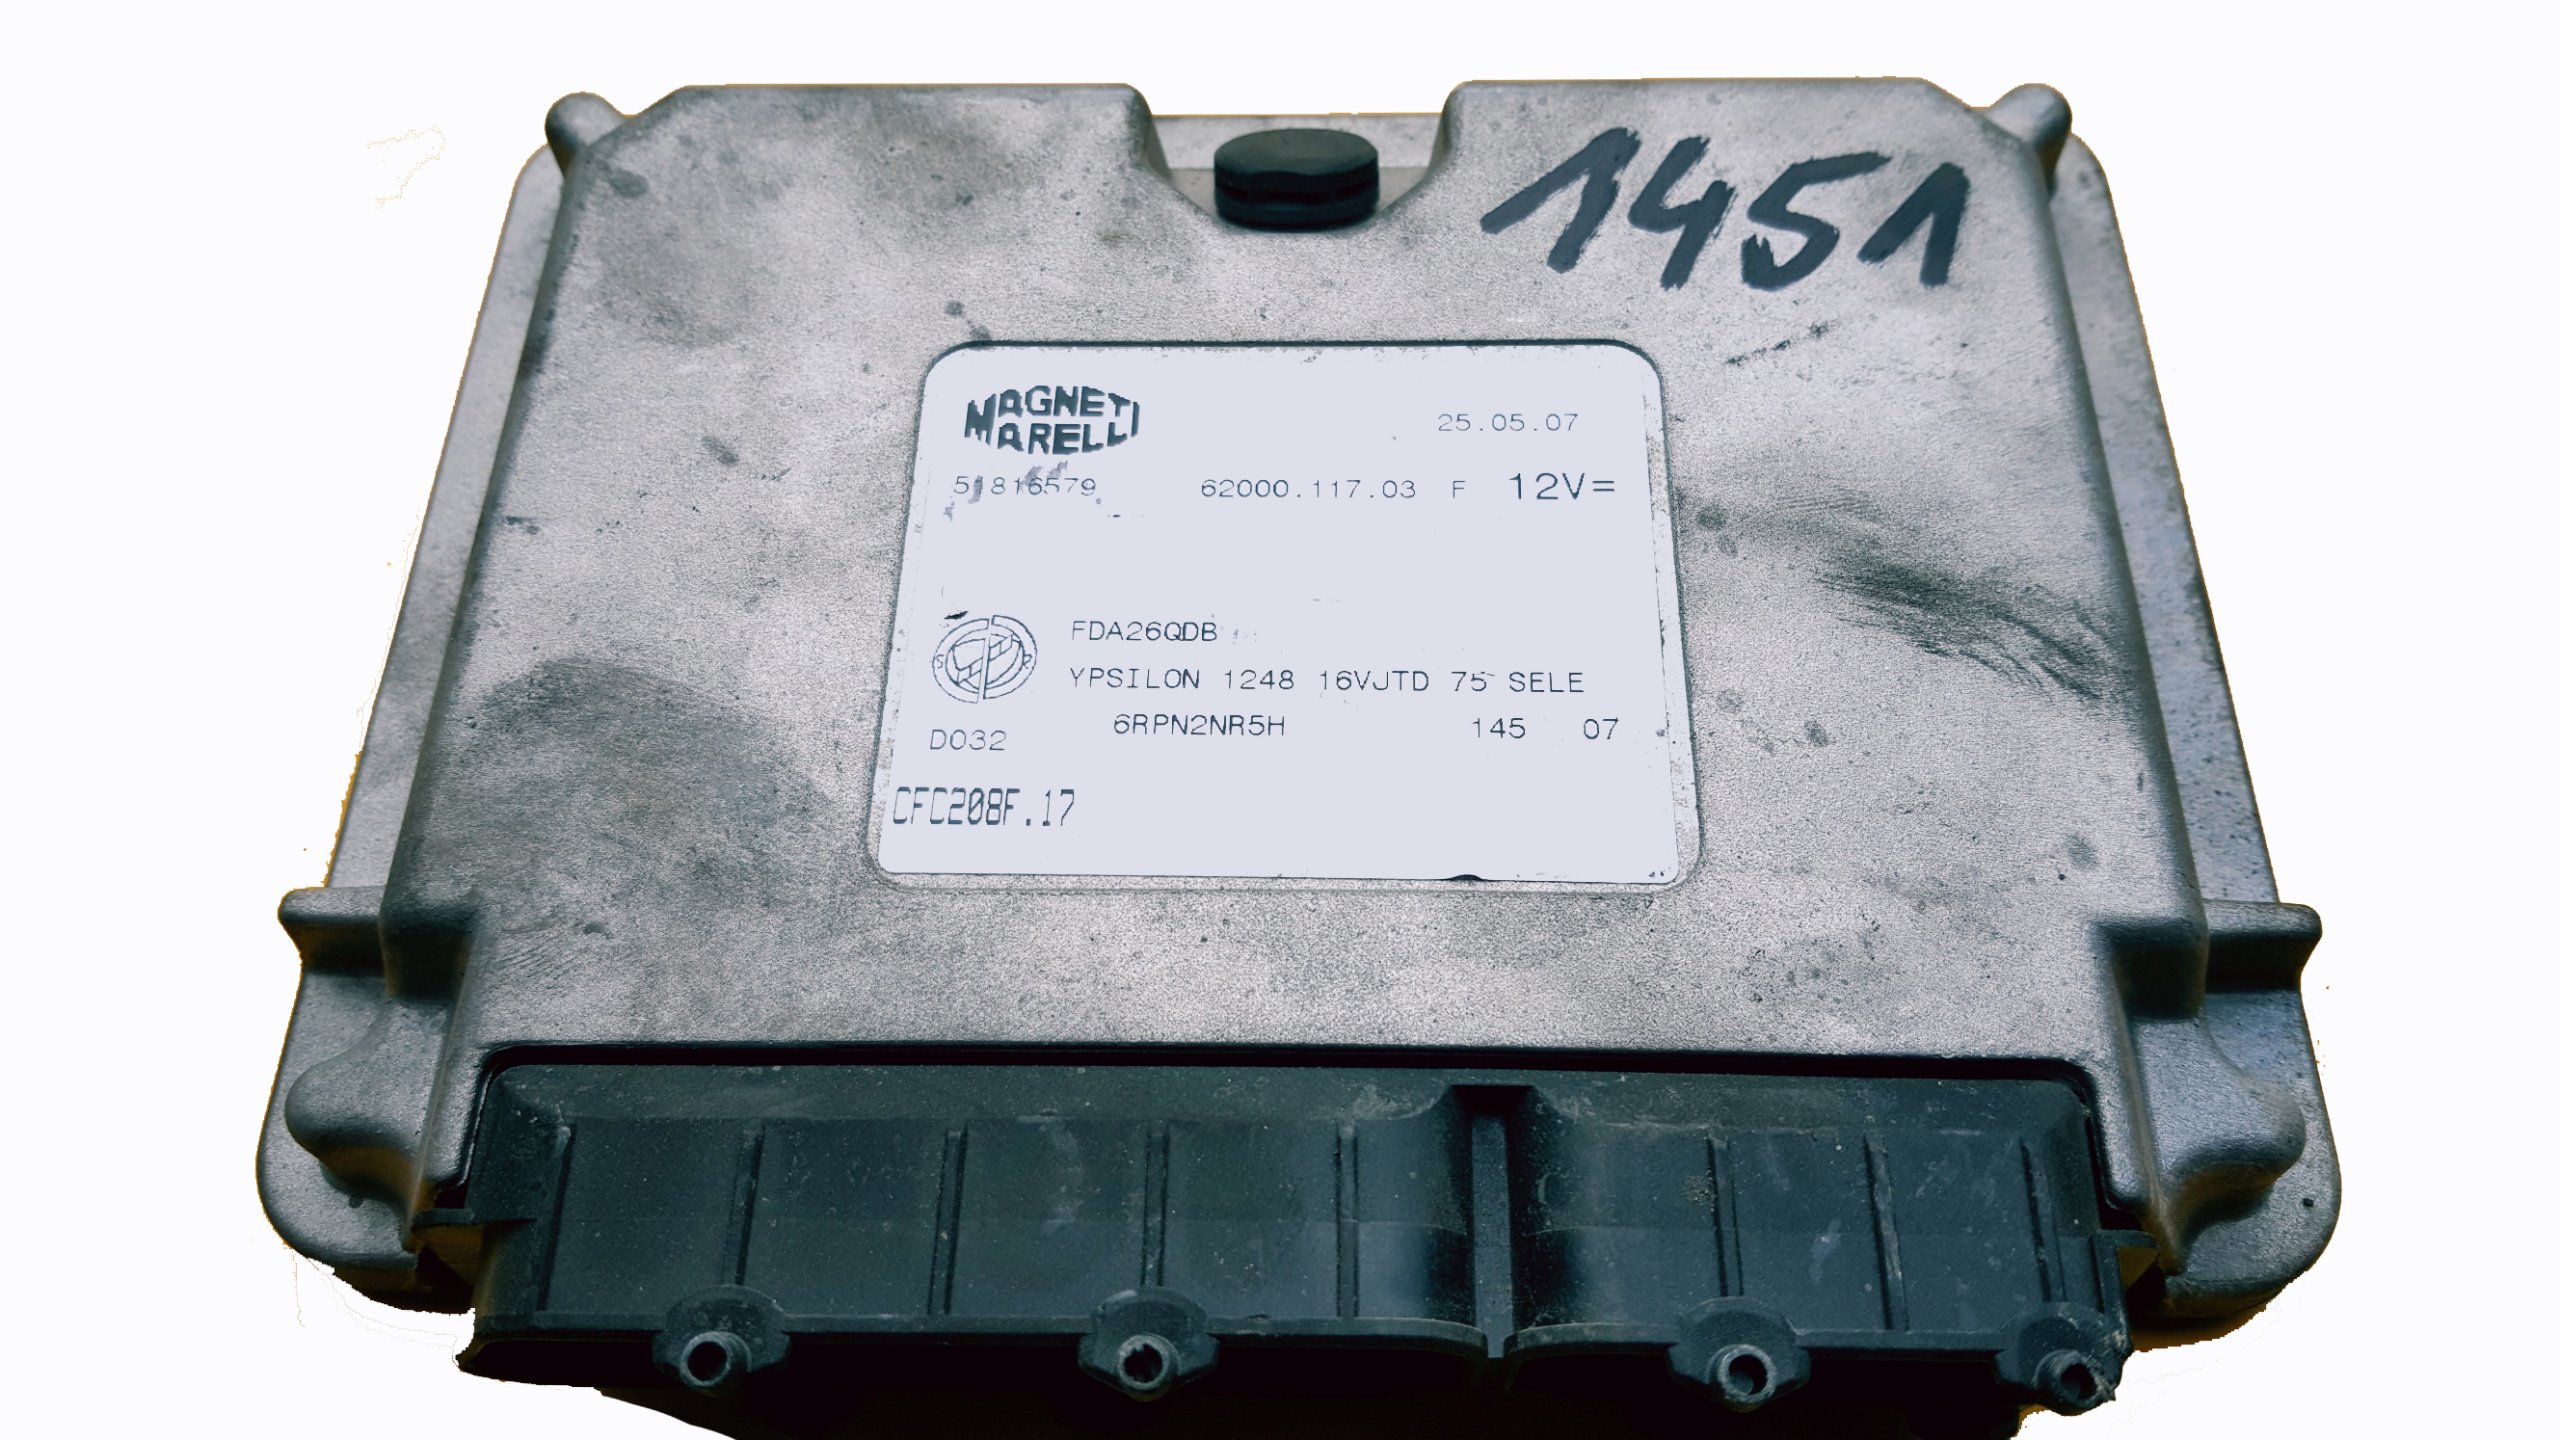 1451
MAGNETI
MARELLI
25.05.07
51816579 62000.117.03 F 12V=
FDA26QDB
YPSILON 1248 16VJTD 75 SELE
6RPN2NR5H 145 07
D032
CFC208F.17